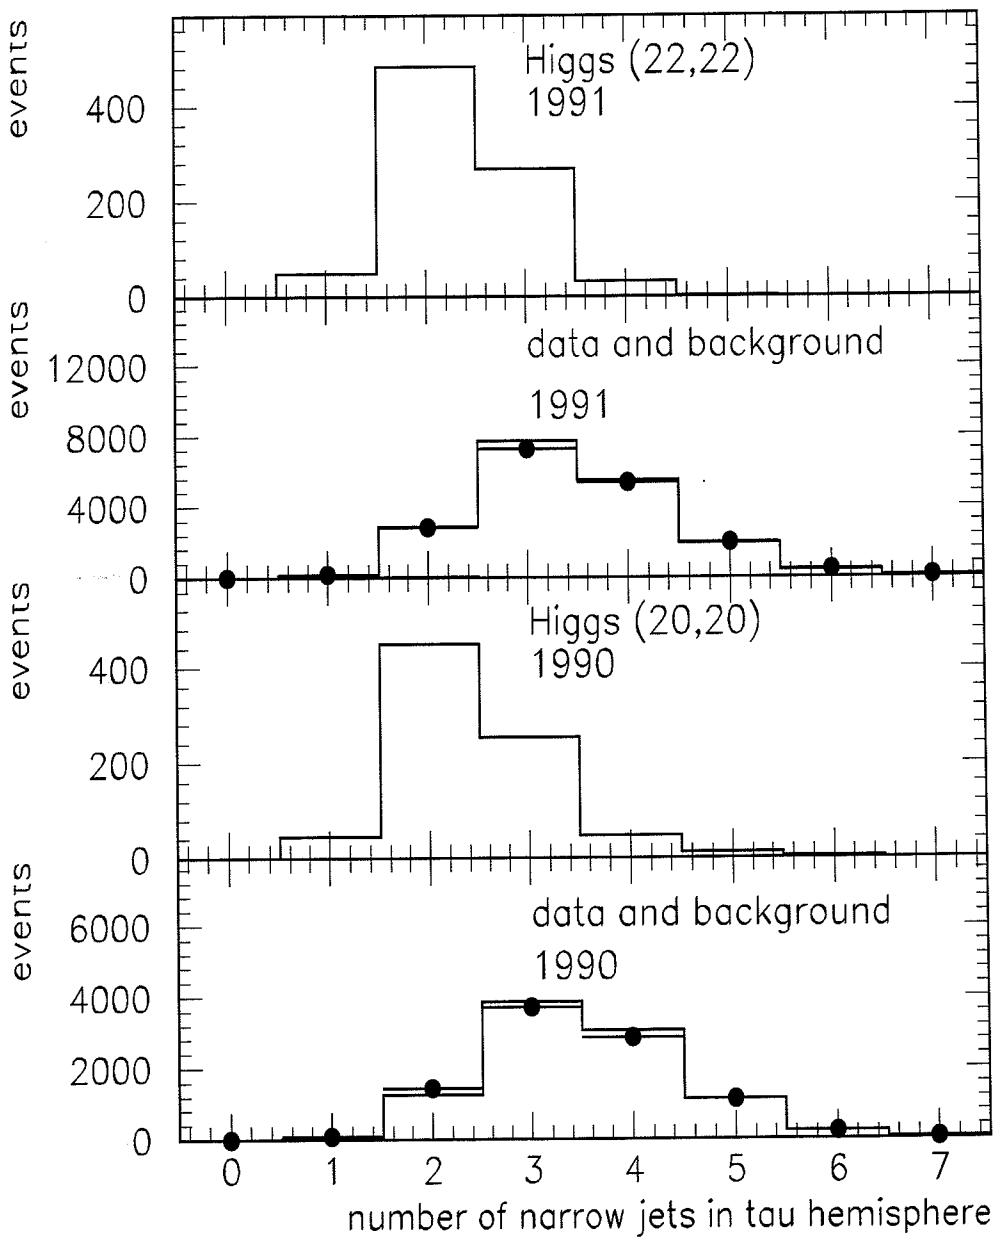 events
400
200
0
Higgs (22,22)
1991
events
12000
8000
4000
0
data and background
1991
events
400
200
0
Higgs (20,20)
1990
events
6000
4000
2000
0
data and background
1990
0 1 2 3 4 5 6 7
number of narrow jets in tau hemisphere